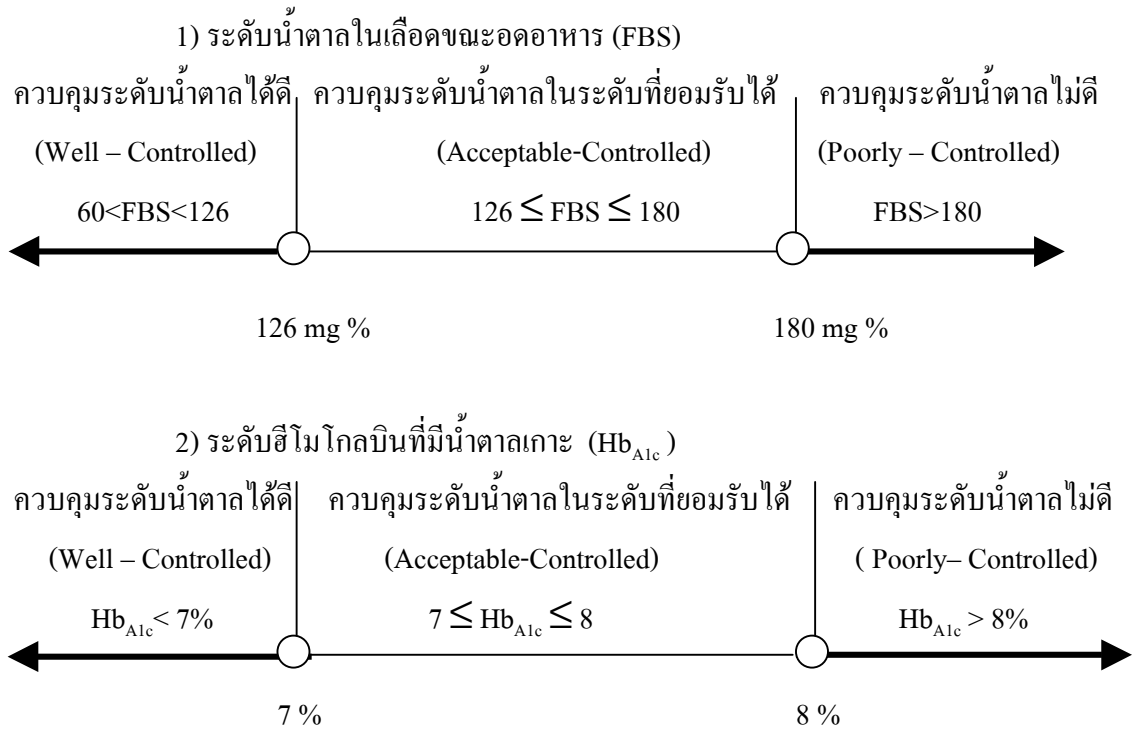 1) ระดับน้ำตาลในเลือดขณะอดอาหาร (FBS)
ควบคุมระดับน้ำตาลได้ดี ควบคุมระดับน้ำตาลในระดับที่ยอมรับได้ ควบคุมระดับน้ำตาลไม่ดี
(Well – Controlled) (Acceptable-Controlled) (Poorly – Controlled)
60<FBS<126 126 ≤ FBS ≤ 180 FBS>180
126 mg % 180 mg %
2) ระดับฮีโมโกลบินที่มีน้ำตาลเกาะ (Hb A1c )
ควบคุมระดับน้ำตาลได้ดี ควบคุมระดับน้ำตาลในระดับที่ยอมรับได้ ควบคุมระดับน้ำตาลไม่ดี
(Well – Controlled) (Acceptable-Controlled) ( Poorly– Controlled)
Hb A1c < 7% 7 ≤ Hb A1c ≤ 8 Hb A1c > 8%
7 % 8 %